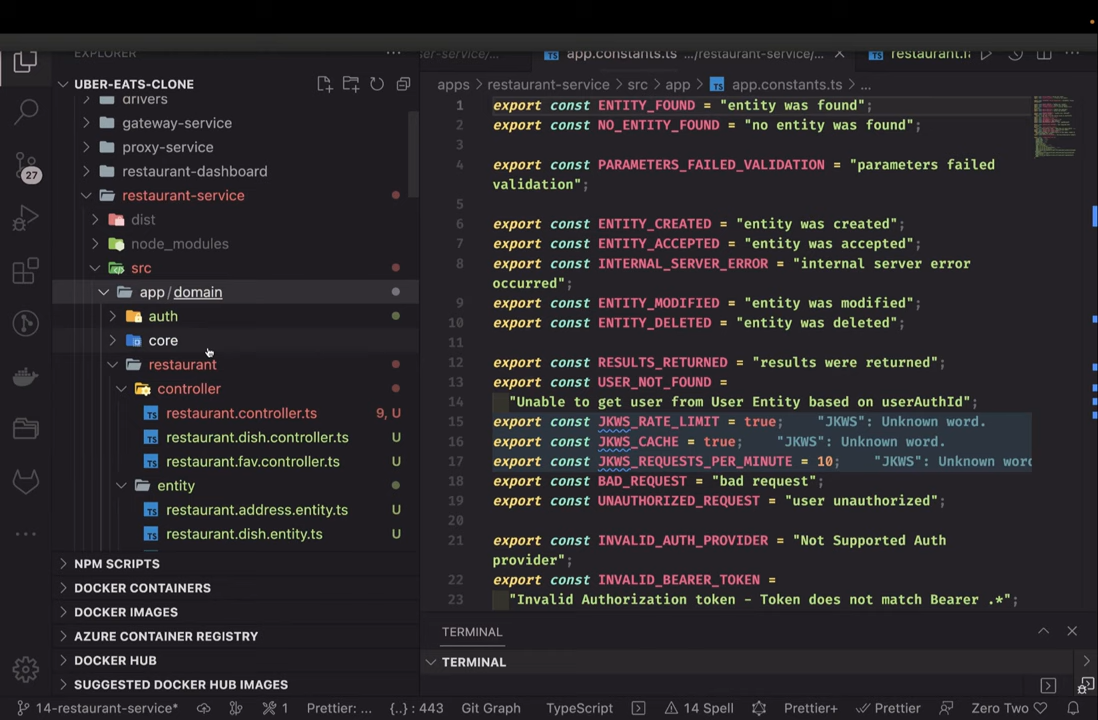 EXPLORER
UBER-EATS-CLONE
drivers
gateway-service
proxy-service
restaurant-dashboard
restaurant-service
dist
node_modules
src
app / domain
auth
core
restaurant
controller
TS restaurant.controller.ts 9, U
TS restaurant.dish.controller.ts U
TS restaurant.fav.controller.ts U
entity
TS restaurant.address.entity.ts U
TS restaurant.dish.entity.ts U
NPM SCRIPTS
DOCKER CONTAINERS
DOCKER IMAGES
AZURE CONTAINER REGISTRY
DOCKER HUB
SUGGESTED DOCKER HUB IMAGES
27
er-service/... app.constants.ts .../restaurant-service/... TS
apps > restaurant-service > src > app > TS app.constants.ts > ...
1 export const ENTITY_FOUND = "entity was found";
2 export const NO_ENTITY_FOUND = "no entity was found";
3
4 export const PARAMETERS_FAILED_VALIDATION = "parameters failed
validation";
5
6 export const ENTITY_CREATED = "entity was created";
7 export const ENTITY_ACCEPTED = "entity was accepted";
8 export const INTERNAL_SERVER_ERROR = "internal server error
occurred";
9 export const ENTITY_MODIFIED = "entity was modified";
10 export const ENTITY_DELETED = "entity was deleted";
11
12 export const RESULTS_RETURNED = "results were returned";
13 export const USER_NOT_FOUND =
14 "Unable to get user from User Entity based on userAuthId";
15 export const JKWS_RATE_LIMIT = true; "JKWS": Unknown word.
16 export const JKWS_CACHE = true; "JKWS": Unknown word.
17 export const JKWS_REQUESTS_PER_MINUTE = 10; "JKWS": Unknown word
18 export const BAD_REQUEST = "bad request";
19 export const UNAUTHORIZED_REQUEST = "user unauthorized";
20
21 export const INVALID_AUTH_PROVIDER = "Not Supported Auth
provider";
22 export const INVALID_BEARER_TOKEN =
23 "Invalid Authorization token - Token does not match Bearer .*";
TERMINAL
TERMINAL
14-restaurant-service* 1 Prettier: ... {..} : 443 Git Graph TypeScript 14 Spell Prettier+ Prettier Zero Two